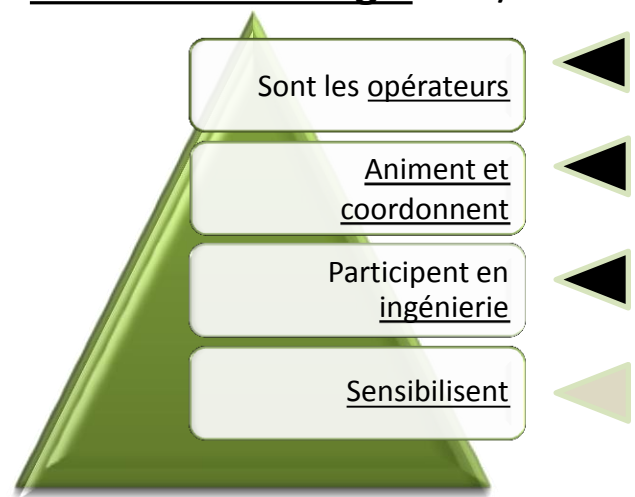 Sont les opérateurs
Animent et
coordonnent
Participent en
ingénierie
Sensibilisent